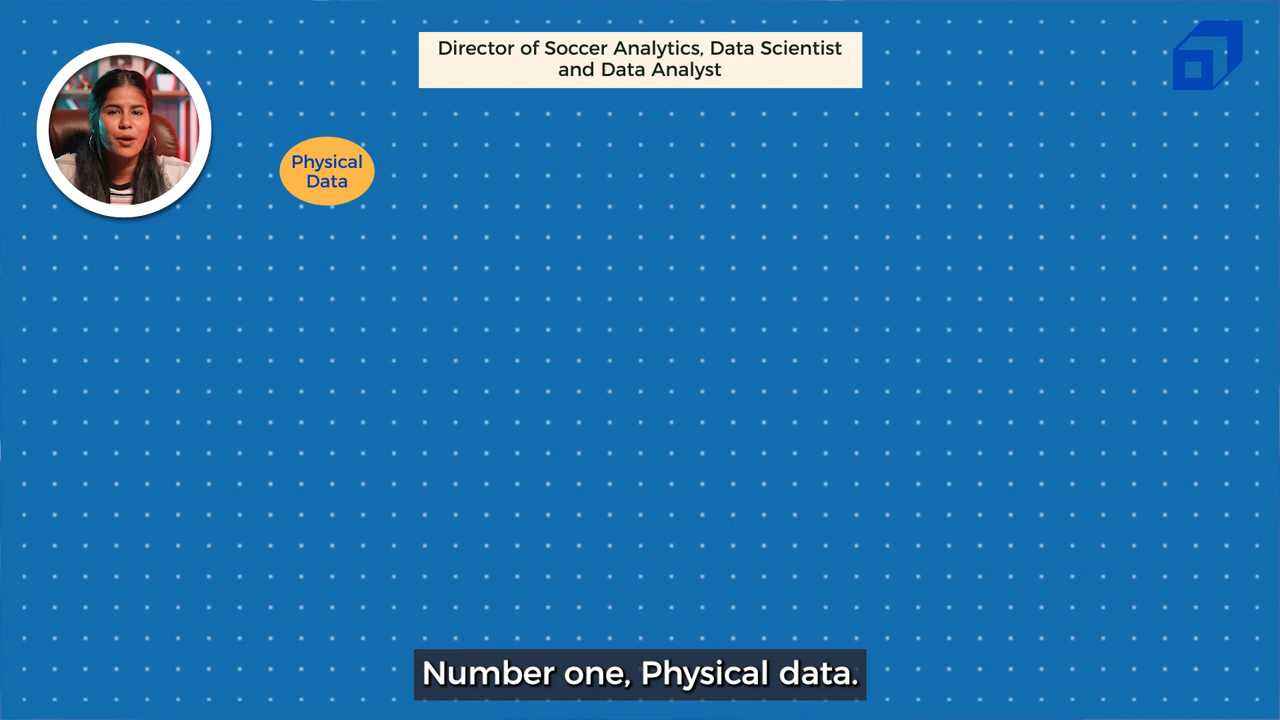 Director of Soccer Analytics, Data Scientist
and Data Analyst
Physical
Data
Number one, Physical data.